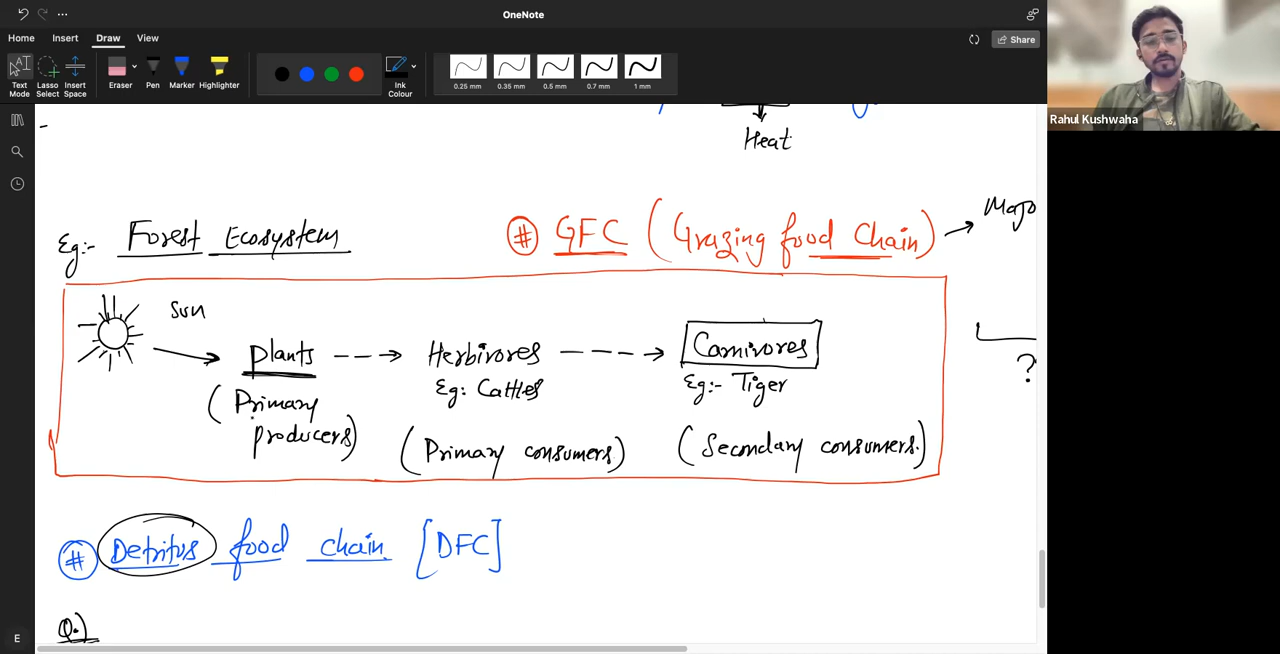 OneNote
Home Insert Draw View
Share
Text Mode
Lasso Select
Insert Space
Eraser
Pen
Marker
Highlighter
Ink Colour
0.25 mm
0.35 mm
0.5 mm
0.7 mm
1 mm
Rahul Kushwaha
Heat
Eg:- Forest Ecosystem
# GFC (Grazing food Chain) → Majo
Sun
plants --→ Herbivores ---→ Carnivores
Eg: Cattles
Eg:- Tiger
(Primary producers)
(Primary consumers)
(Secondary consumers.)
?
# Detritus food chain [DFC]
Q.)
E